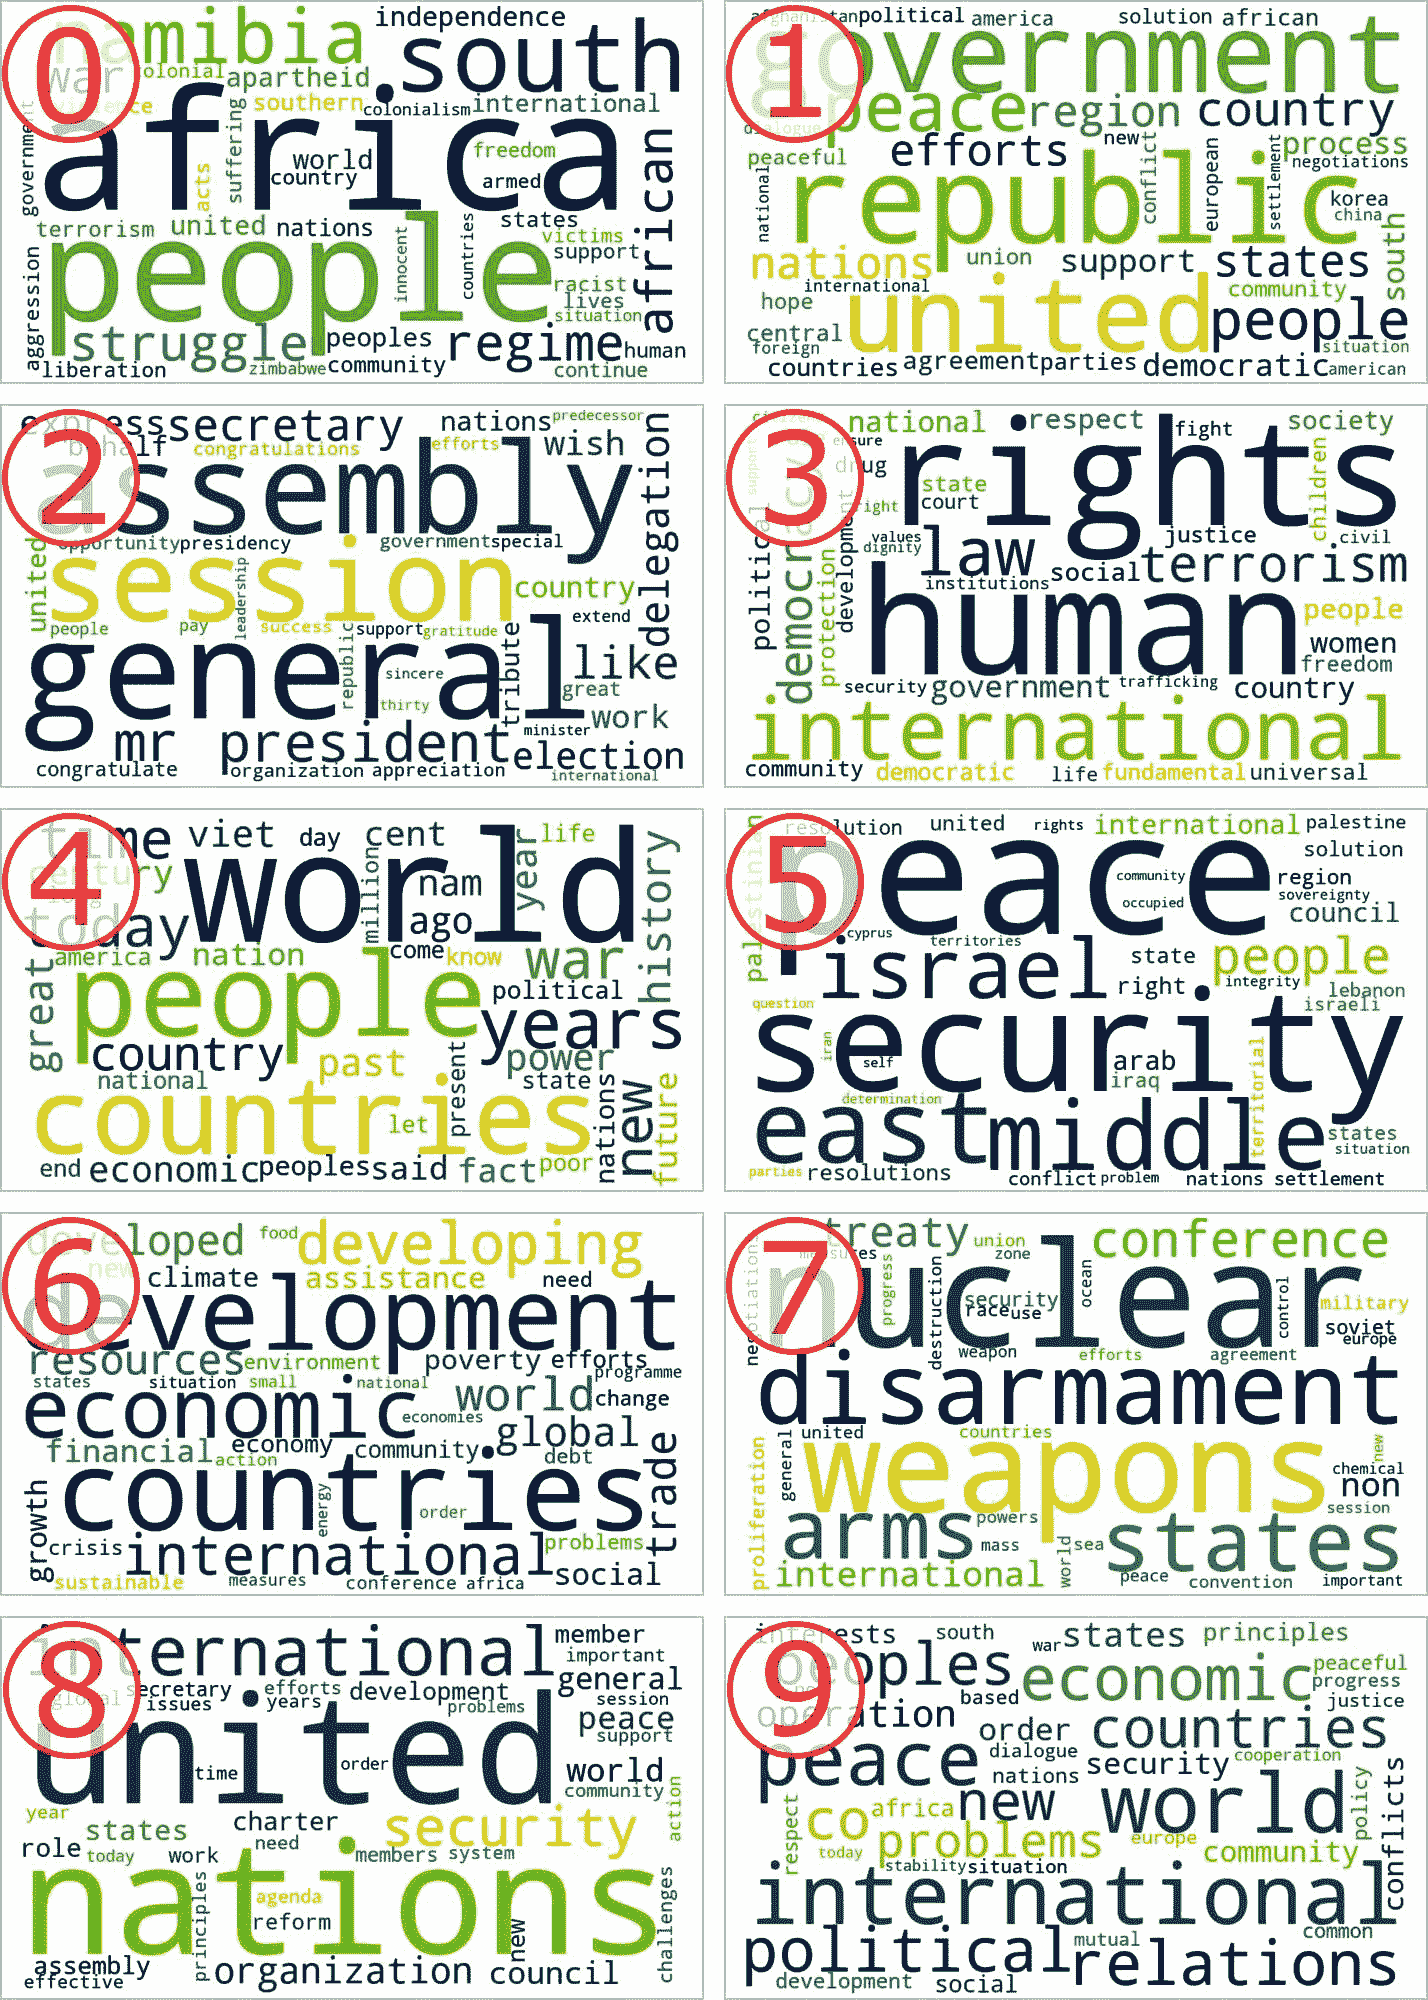 0
namibia independence south
war colonial apartheid
violence southern colonialism international
africa
government suffering acts world country freedom armed african
terrorism united nations innocent countries states victims support
people
aggression racist lives situation
struggle peoples regime human
liberation zimbabwe community continue
1
afghanistan political america solution african
government
peace region country
dialogue efforts new process
peaceful negotiations
national republic conflict european settlement korea china
nations union support states south
international community
hope united people
central situation
foreign countries agreement parties democratic american
2
express secretary nations predecessor
behalf congratulations efforts wish
assembly delegation
opportunity presidency government special
united session country
leadership extend
people pay success support gratitude
general republic sincere tribute like
thirty great
mr president work
minister election
congratulate organization appreciation international
3
national respect fight society
ensure drug rights children
support state
right court
values justice civil
dignity law
political democracy protection development institutions social terrorism
human people
women
freedom
security government trafficking country
international
community democratic life fundamental universal
4
time viet day cent year life
century world million nam history
today ago
america nation come know war
great people political
years
country past present power
national state
countries let new future
nations
end economic peoples said fact poor
5
resolution united rights international palestine
palestinian peace solution
community region
occupied sovereignty
council
cyprus territories
israel state people
right integrity lebanon
question israeli
security
iran self arab
iraq territorial
determination
east middle states
situation
parties resolutions conflict problem nations settlement
6
developed food developing
new climate assistance need
development
resources environment poverty efforts
states situation small national programme
economic world change
economies
financial economy community global
action debt
growth countries trade
energy order
crisis international problems
sustainable measures conference africa social
7
treaty union conference
measures zone
negotiations nuclear progress destruction security ocean control military
race use soviet
weapon europe
efforts agreement
disarmament
united countries
proliferation general weapons new
chemical
non
session
arms powers states
mass
world sea
international peace convention important
8
international member
important
secretary efforts general
global issues years development
problems session
united peace
support
time order world
community
year charter security action
states
role today work need members system
nations principles agenda challenges
reform
new
assembly organization council
effective
9
interests south war states principles
peoples economic peaceful
progress
based justice
operation order countries
peace dialogue security cooperation
nations
respect co africa new world policy conflicts
problems europe
today community
stability situation
international
common
political mutual relations
development social